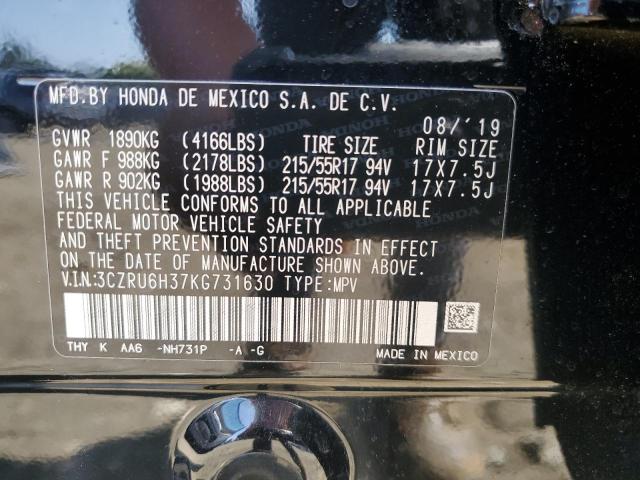 MFD.BY HONDA DE MEXICO S.A. DE C.V.
08/'19
GVWR 1890KG (4166LBS) TIRE SIZE RIM SIZE
GAWR F 988KG (2178LBS) 215/55R17 94V 17X7.5J
GAWR R 902KG (1988LBS) 215/55R17 94V 17X7.5J
THIS VEHICLE CONFORMS TO ALL APPLICABLE
FEDERAL MOTOR VEHICLE SAFETY
AND THEFT PREVENTION STANDARDS IN EFFECT
ON THE DATE OF MANUFACTURE SHOWN ABOVE.
V.I.N:3CZRU6H37KG731630 TYPE:MPV
THY K AA6 -NH731P -A -G MADE IN MEXICO